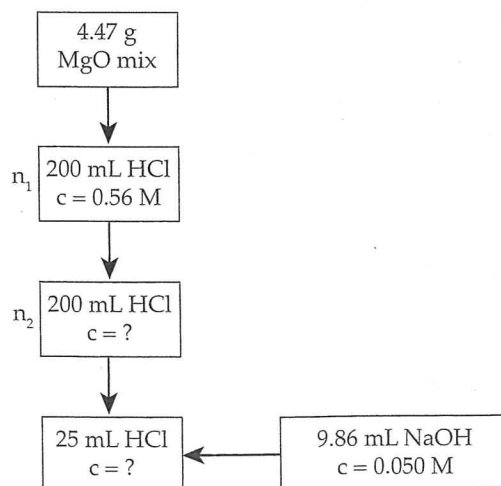 4.47 g
MgO mix
n₁
200 mL HCl
c = 0.56 M
n₂
200 mL HCl
c = ?
25 mL HCl
c = ?
9.86 mL NaOH
c = 0.050 M